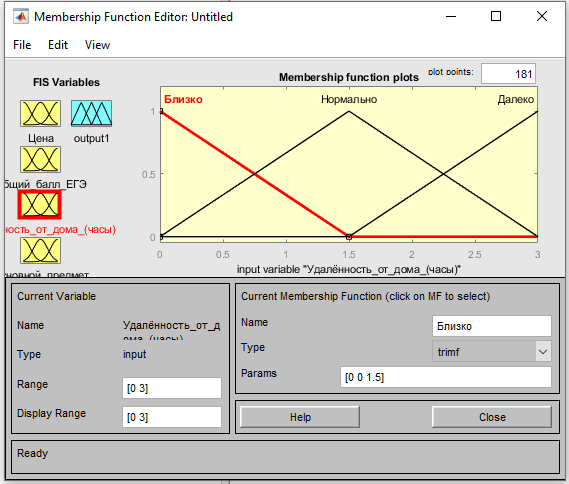 Membership Function Editor: Untitled
File Edit View
FIS Variables
Цена
output1
бщий_балл_ЕГЭ
ность_от_дома_(часы)
новной_предмет
Membership function plots
plot points:
181
Близко
Нормально
Далеко
1
0.5
0
0 0.5 1 1.5 2 2.5 3
input variable "Удалённость_от_дома_(часы)"
Current Variable
Name
Удалённость_от_д
ома_(часы)
Type
input
Range
[0 3]
Display Range
[0 3]
Current Membership Function (click on MF to select)
Name
Близко
Type
trimf
Params
[0 0 1.5]
Help
Close
Ready